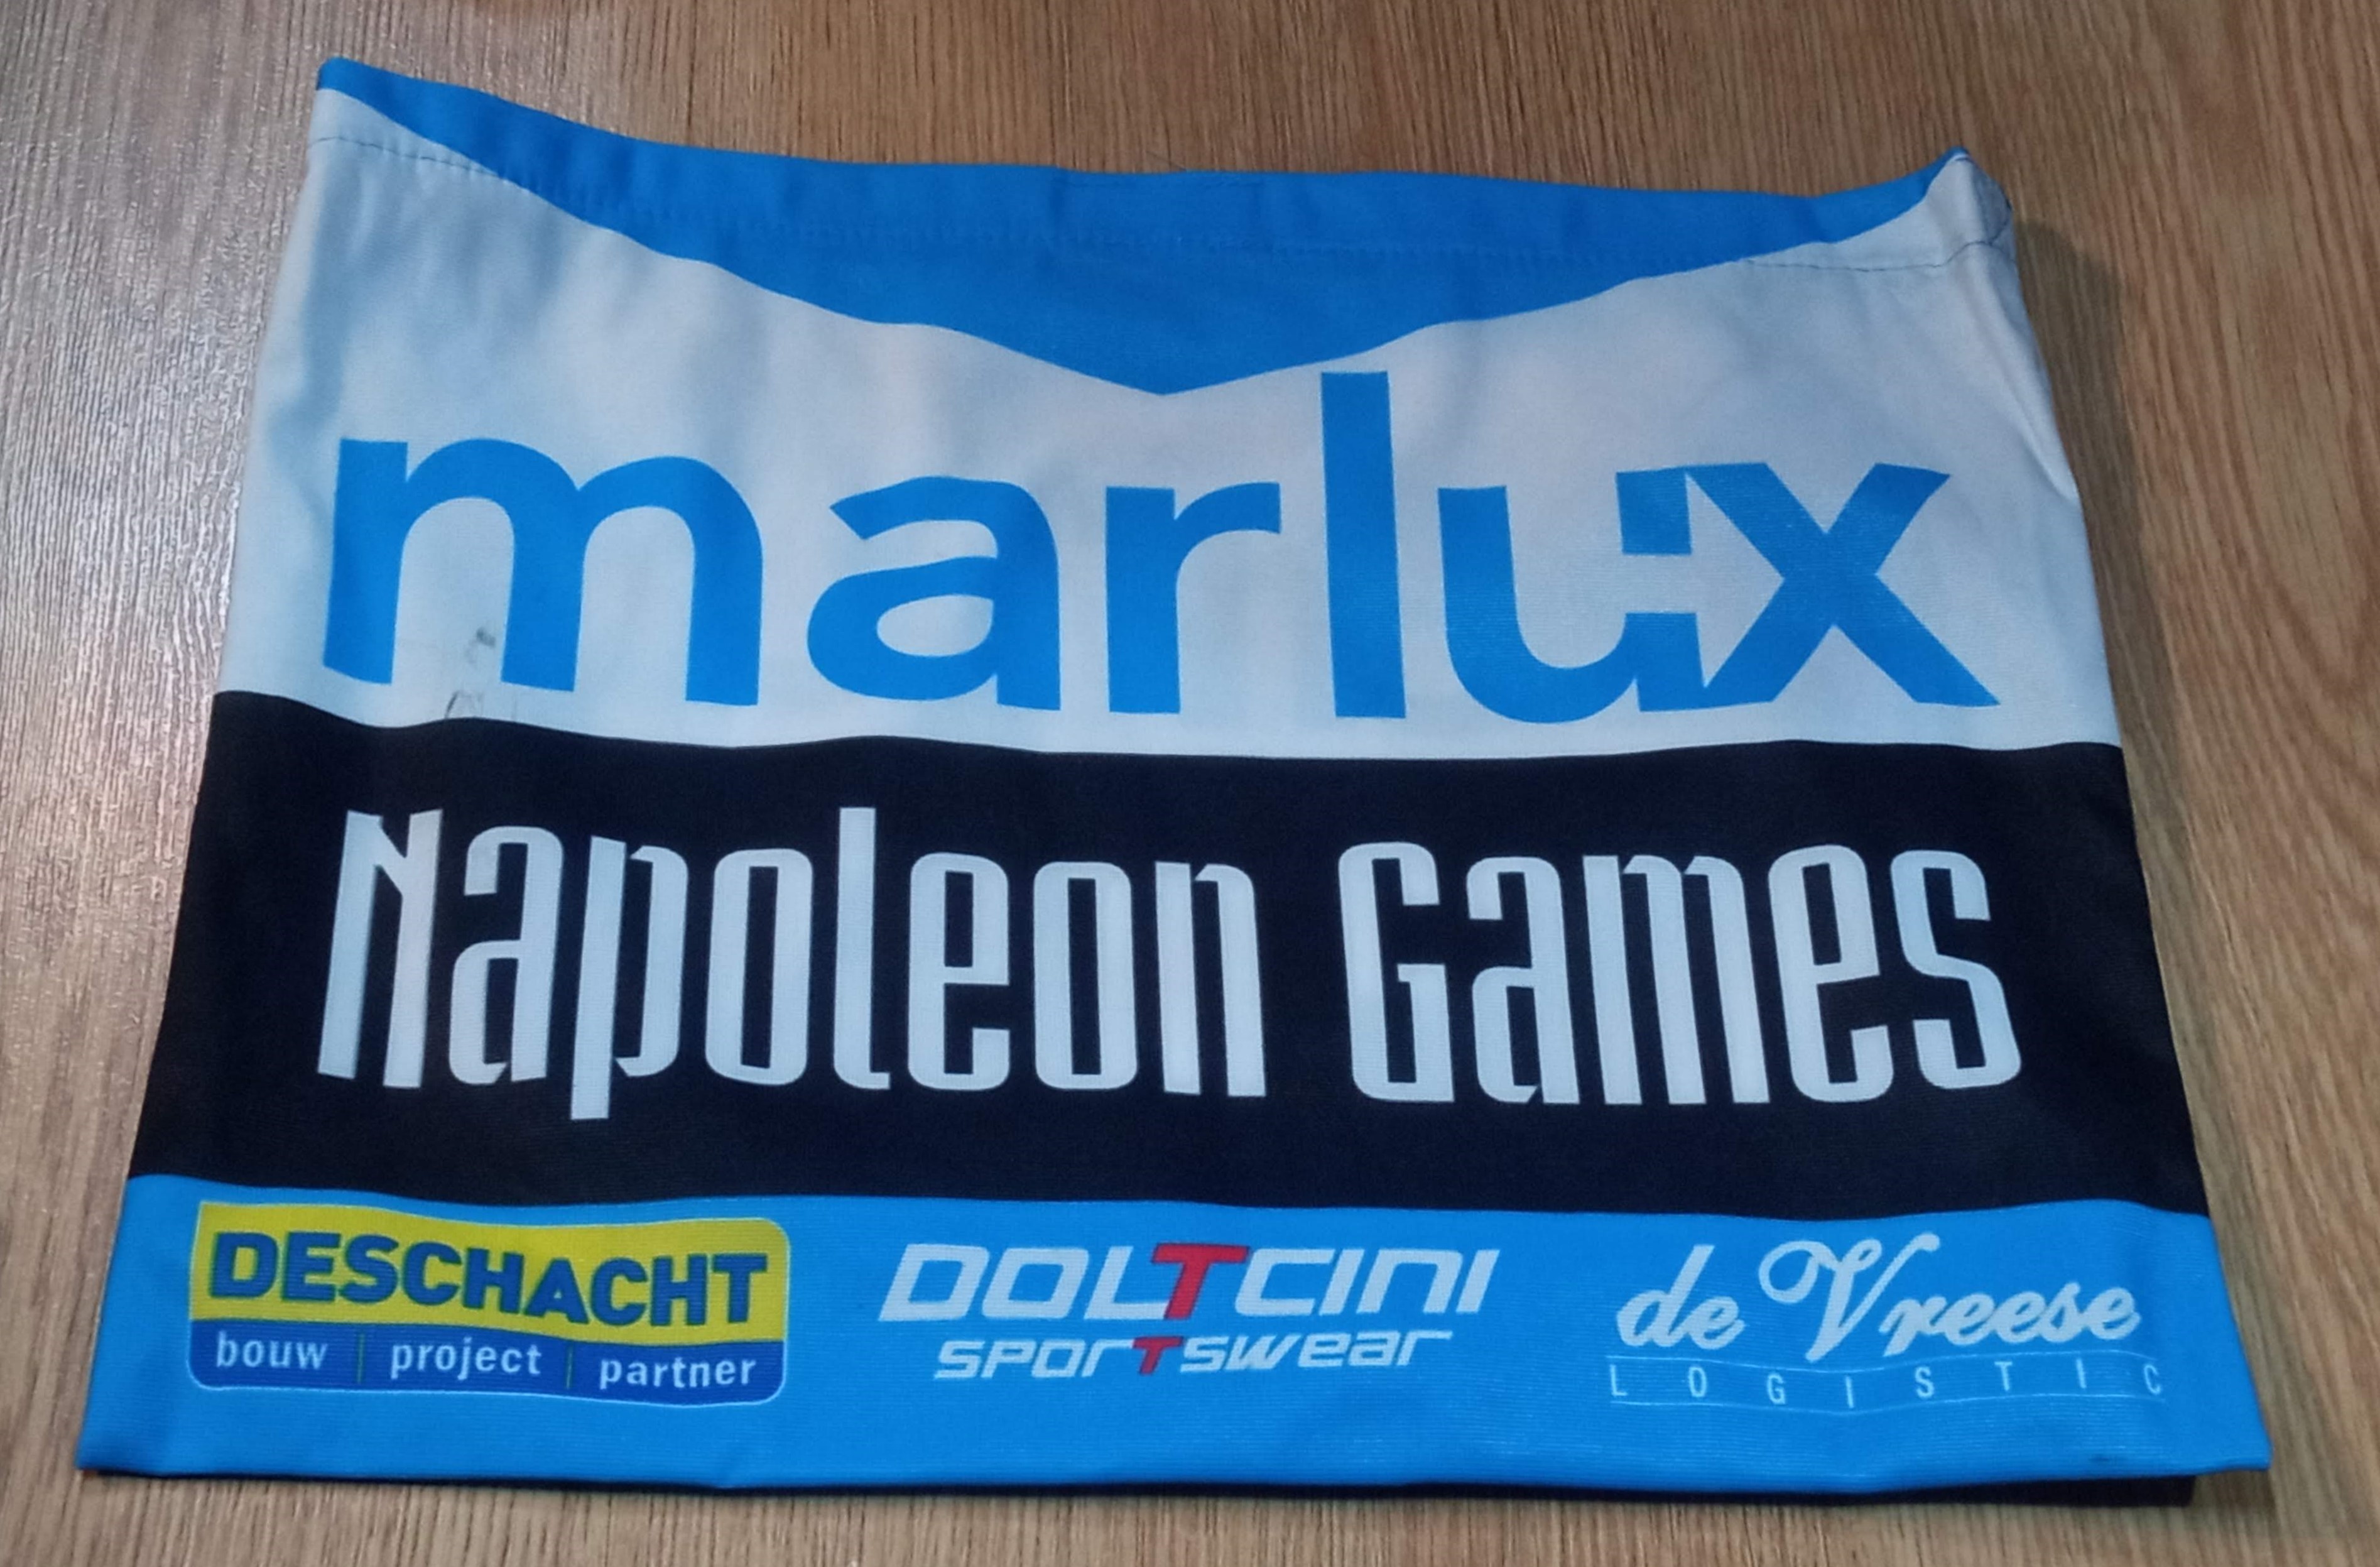 marlux
Napoleon Games
DESCHACHT
bouw project partner
DOLTCINI
SPORTSWEAR
de Vreese
LOGISTIC